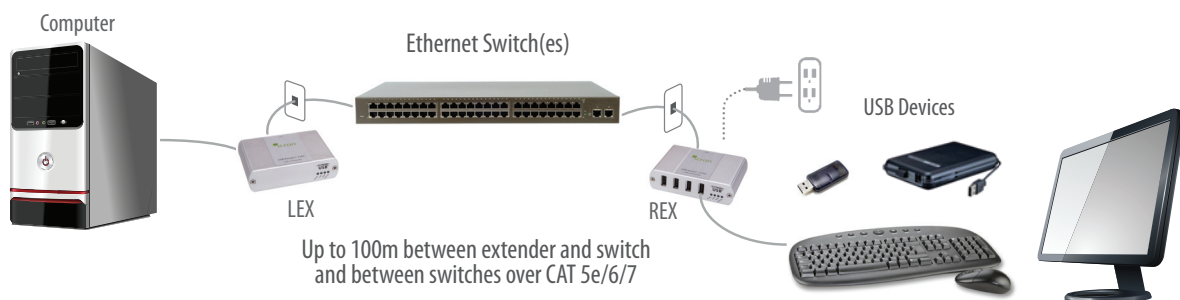 Computer
Ethernet Switch(es)
USB Devices
LEX
REX
Up to 100m between extender and switch
and between switches over CAT 5e/6/7